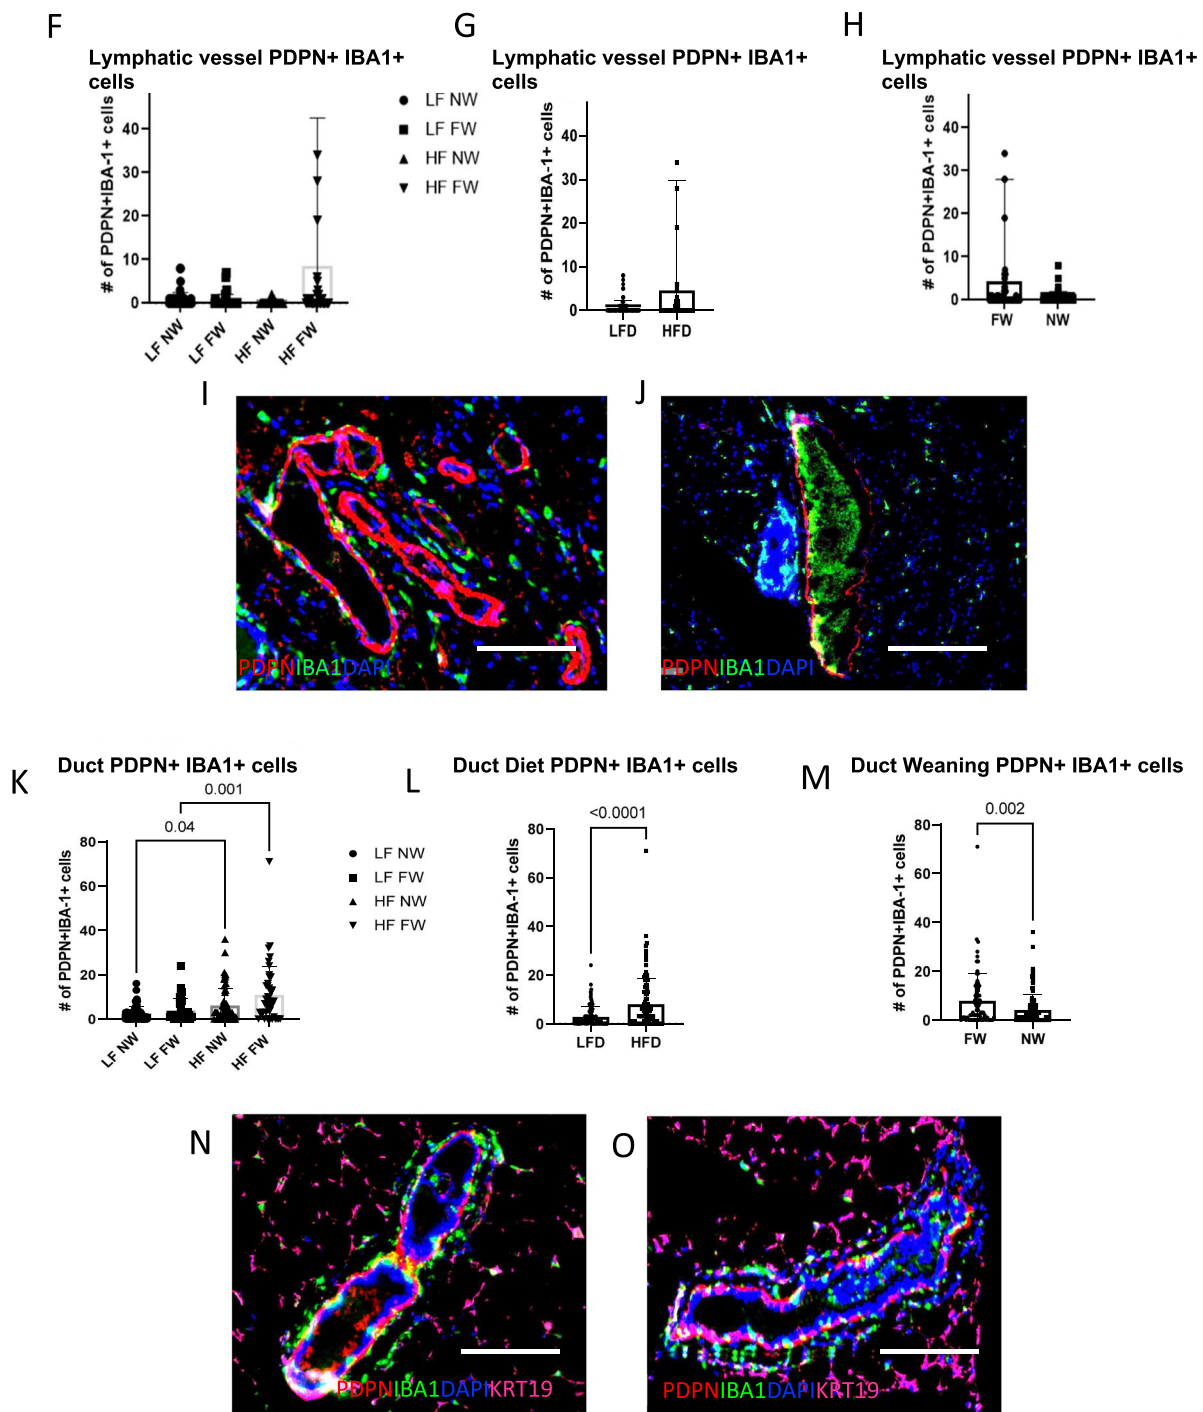 F
Lymphatic vessel PDPN+ IBA1+
cells
# of PDPN+IBA-1+ cells
40
30
20
10
0
LF NW
LF FW
HF NW
HF FW
LF NW
LF FW
HF NW
HF FW
G
Lymphatic vessel PDPN+ IBA1+
cells
# of PDPN+IBA-1+ cells
40
30
20
10
0
LFD
HFD
H
Lymphatic vessel PDPN+ IBA1+
cells
# of PDPN+IBA-1+ cells
40
30
20
10
0
FW
NW
I
PDPNIBA1DAPI
J
PDPNIBA1DAPI
K
Duct PDPN+ IBA1+ cells
0.001
0.04
# of PDPN+IBA-1+ cells
80
60
40
20
0
LF NW
LF FW
HF NW
HF FW
LF NW
LF FW
HF NW
HF FW
L
Duct Diet PDPN+ IBA1+ cells
<0.0001
# of PDPN+IBA-1+ cells
80
60
40
20
0
LFD
HFD
M
Duct Weaning PDPN+ IBA1+ cells
0.002
# of PDPN+IBA-1+ cells
80
60
40
20
0
FW
NW
N
PDPNIBA1DAPIKRT19
O
PDPNIBA1DAPIKRT19